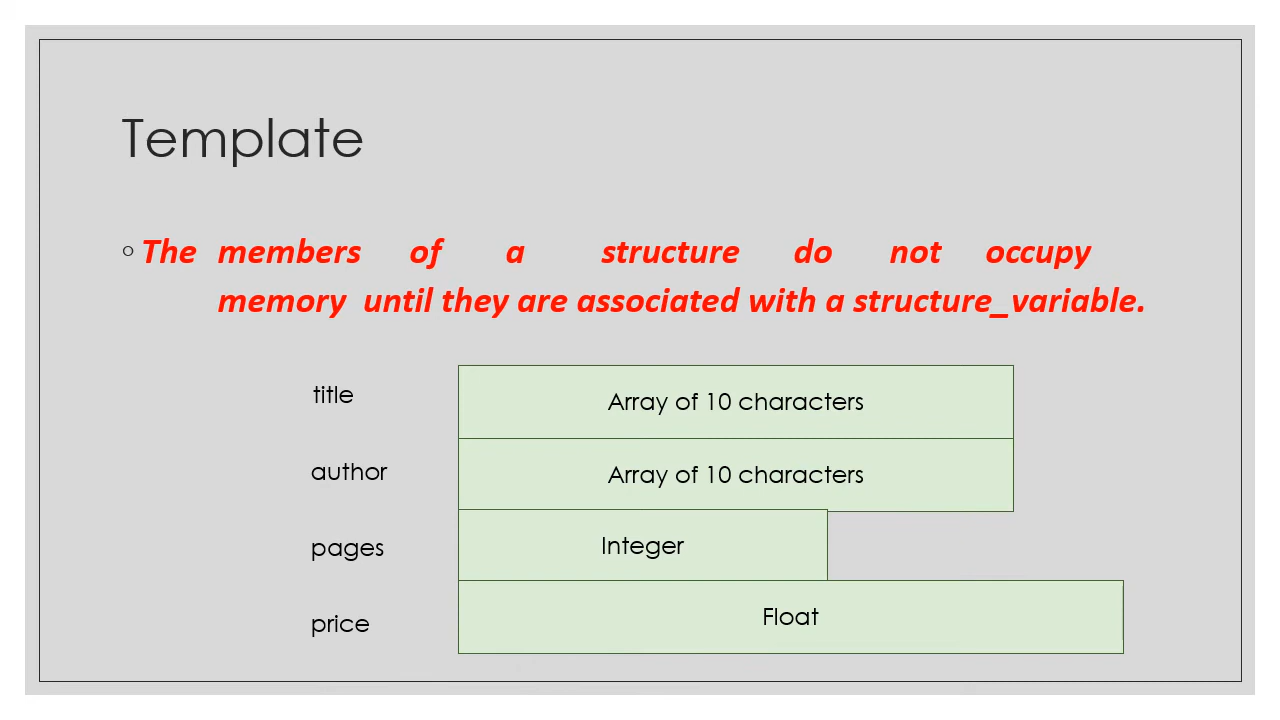 Template
The members of a structure do not occupy
memory until they are associated with a structure_variable.
title Array of 10 characters
author Array of 10 characters
pages Integer
price Float